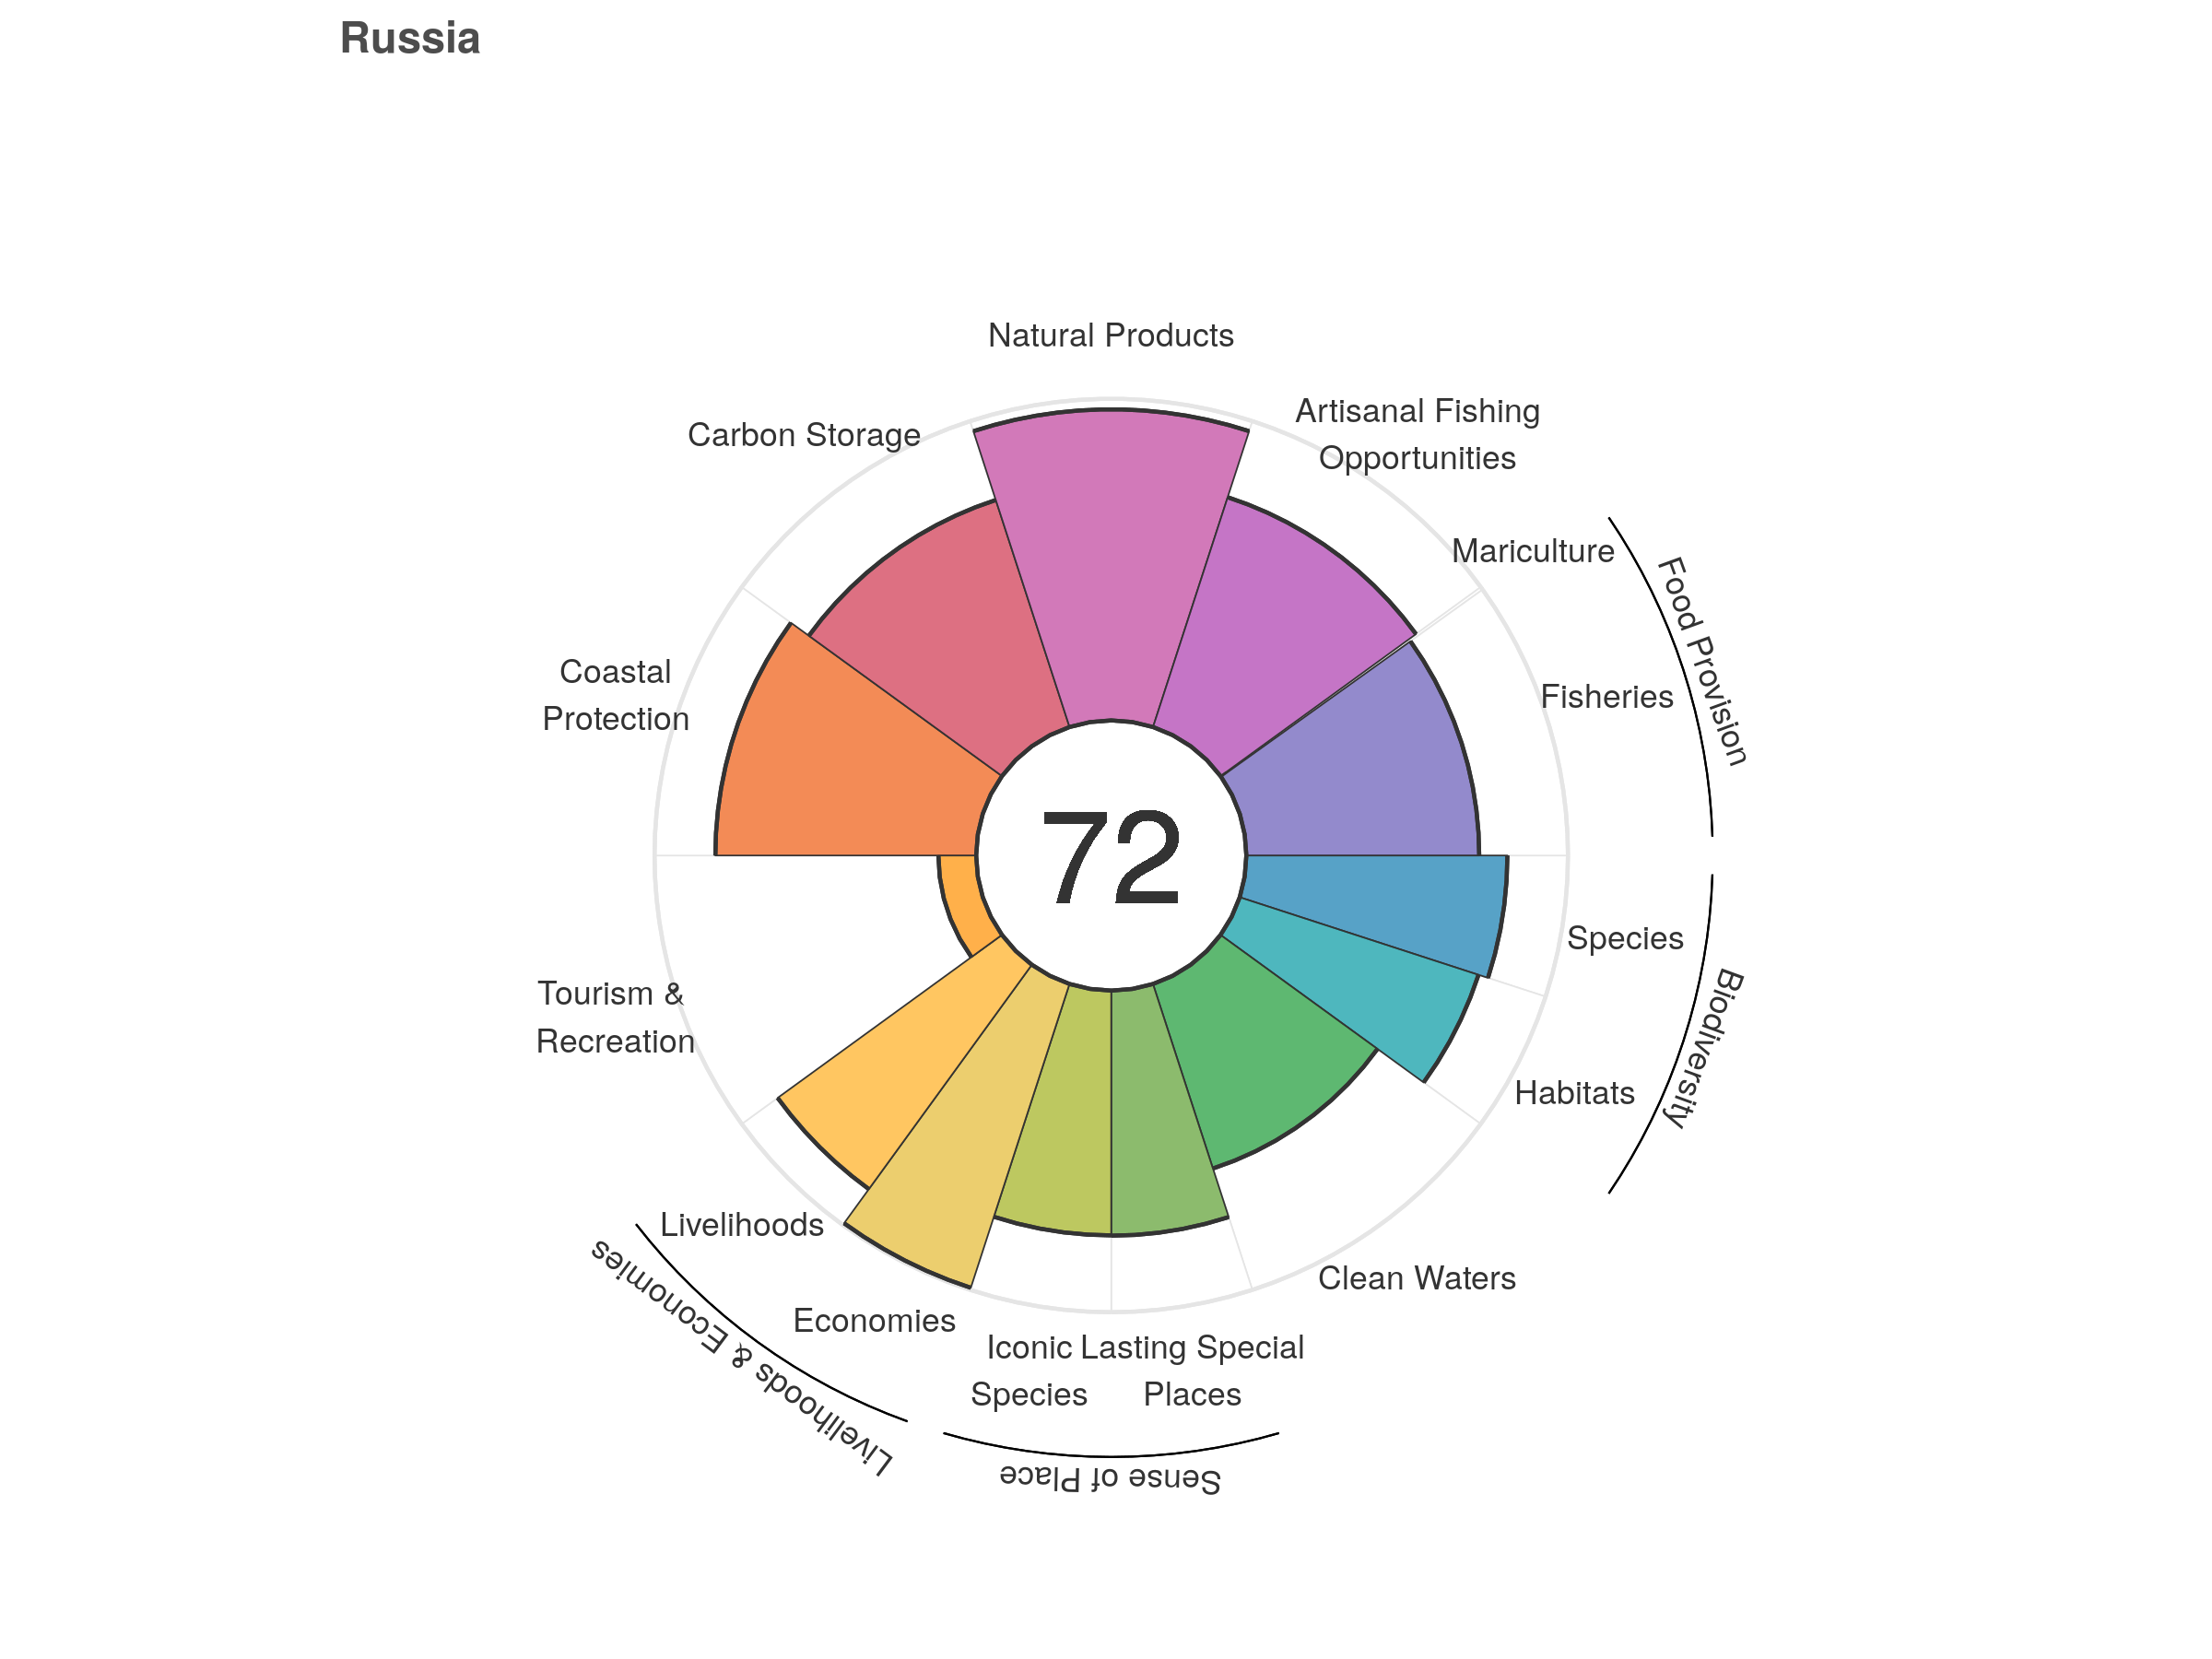 Russia
Natural Products
Artisanal Fishing
Opportunities
Carbon Storage
Mariculture
Food Provision
Coastal
Protection
Fisheries
72
Species
Biodiversity
Tourism &
Recreation
Habitats
Livelihoods
Clean Waters
Livelihoods & Economies
Economies
Iconic
Species
Lasting Special
Places
Sense of Place